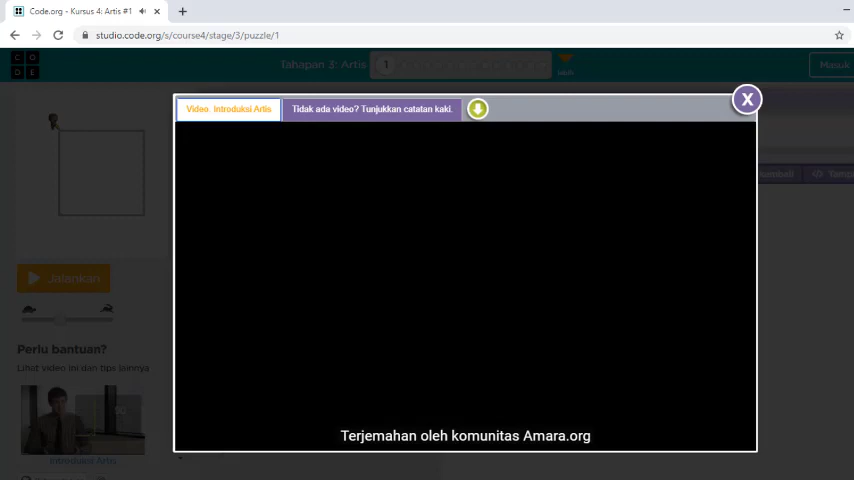 Code.org - Kursus 4: Artis #1
studio.code.org/s/course4/stage/3/puzzle/1
C O
D E
Tahapan 3: Artis
1
Masuk
Video Introduksi Artis
Tidak ada video? Tunjukkan catatan kaki.
X
Jalankan
Perlu bantuan?
Lihat video ini dan tips lainnya
Introduksi Artis
Terjemahan oleh komunitas Amara.org